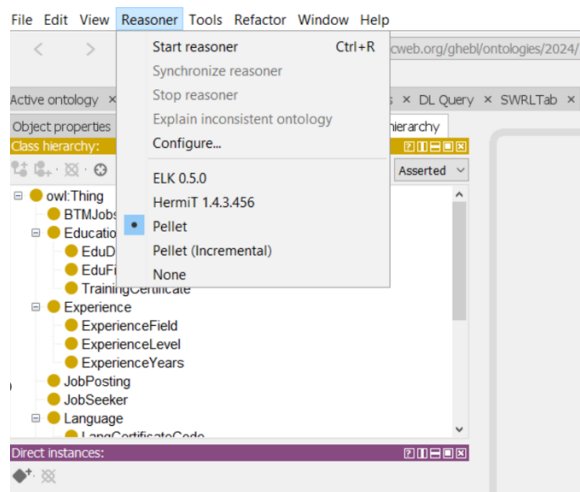 File Edit View Reasoner Tools Refactor Window Help
< > cweb.org/ghebl/ontologies/2024/
Start reasoner Ctrl+R
Synchronize reasoner
Stop reasoner
Explain inconsistent ontology
Configure...
ELK 0.5.0
HermiT 1.4.3.456
Pellet
Pellet (Incremental)
None
Active ontology × s × DL Query × SWRLTab ×
Object properties hierarchy
Class hierarchy:
Asserted
owl:Thing
BTMJobs
Educatio
EduD
EduFi
TrainingCertificate
Experience
ExperienceField
ExperienceLevel
ExperienceYears
JobPosting
JobSeeker
Language
LangCertificateCode
Direct instances: